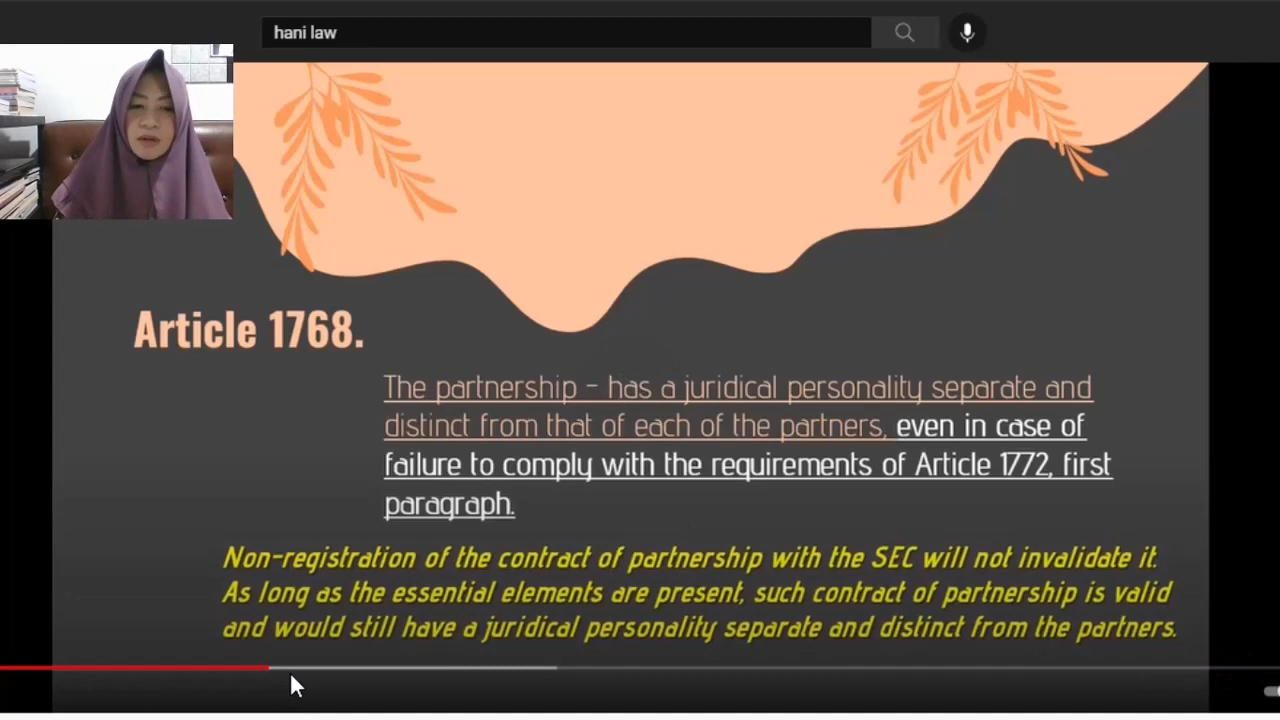 hani law
Article 1768.
The partnership – has a juridical personality separate and
distinct from that of each of the partners, even in case of
failure to comply with the requirements of Article 1772, first
paragraph.
Non-registration of the contract of partnership with the SEC will not invalidate it.
As long as the essential elements are present, such contract of partnership is valid
and would still have a juridical personality separate and distinct from the partners.